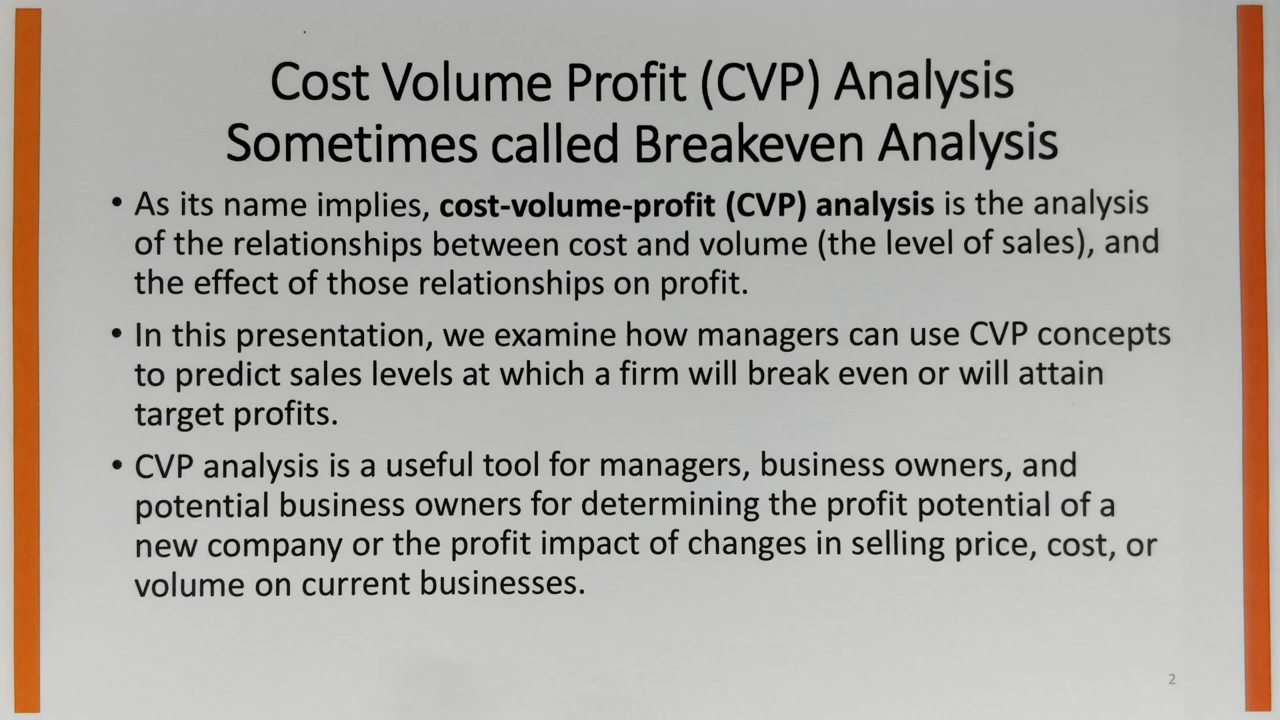 Cost Volume Profit (CVP) Analysis
Sometimes called Breakeven Analysis
• As its name implies, cost-volume-profit (CVP) analysis is the analysis
of the relationships between cost and volume (the level of sales), and
the effect of those relationships on profit.
• In this presentation, we examine how managers can use CVP concepts
to predict sales levels at which a firm will break even or will attain
target profits.
• CVP analysis is a useful tool for managers, business owners, and
potential business owners for determining the profit potential of a
new company or the profit impact of changes in selling price, cost, or
volume on current businesses.
2